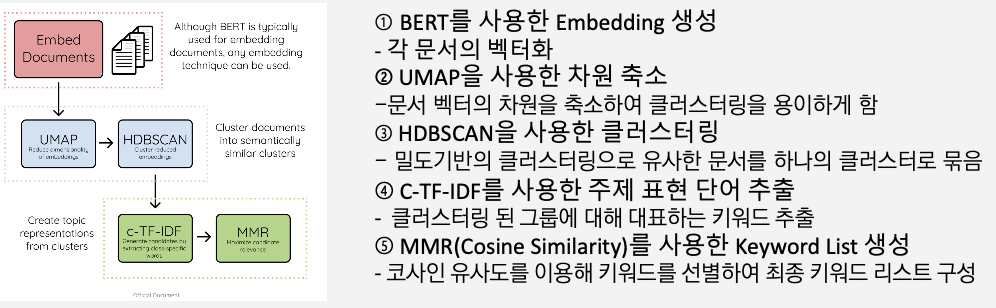 Embed
Documents
Although BERT is typically
used for embedding
documents, any embedding
technique can be used.
UMAP
Reduce dimensionality
of embeddings
HDBSCAN
Cluster reduced
embeddings
Cluster documents
into semantically
similar clusters
Create topic
representations
from clusters
c-TF-IDF
Generate candidates by
extracting class-specific
words
MMR
Maximize candidate
relevance
Official Document
① BERT를 사용한 Embedding 생성
- 각 문서의 벡터화
② UMAP을 사용한 차원 축소
–문서 벡터의 차원을 축소하여 클러스터링을 용이하게 함
③ HDBSCAN을 사용한 클러스터링
– 밀도기반의 클러스터링으로 유사한 문서를 하나의 클러스터로 묶음
④ C-TF-IDF를 사용한 주제 표현 단어 추출
- 클러스터링 된 그룹에 대해 대표하는 키워드 추출
⑤ MMR(Cosine Similarity)를 사용한 Keyword List 생성
- 코사인 유사도를 이용해 키워드를 선별하여 최종 키워드 리스트 구성